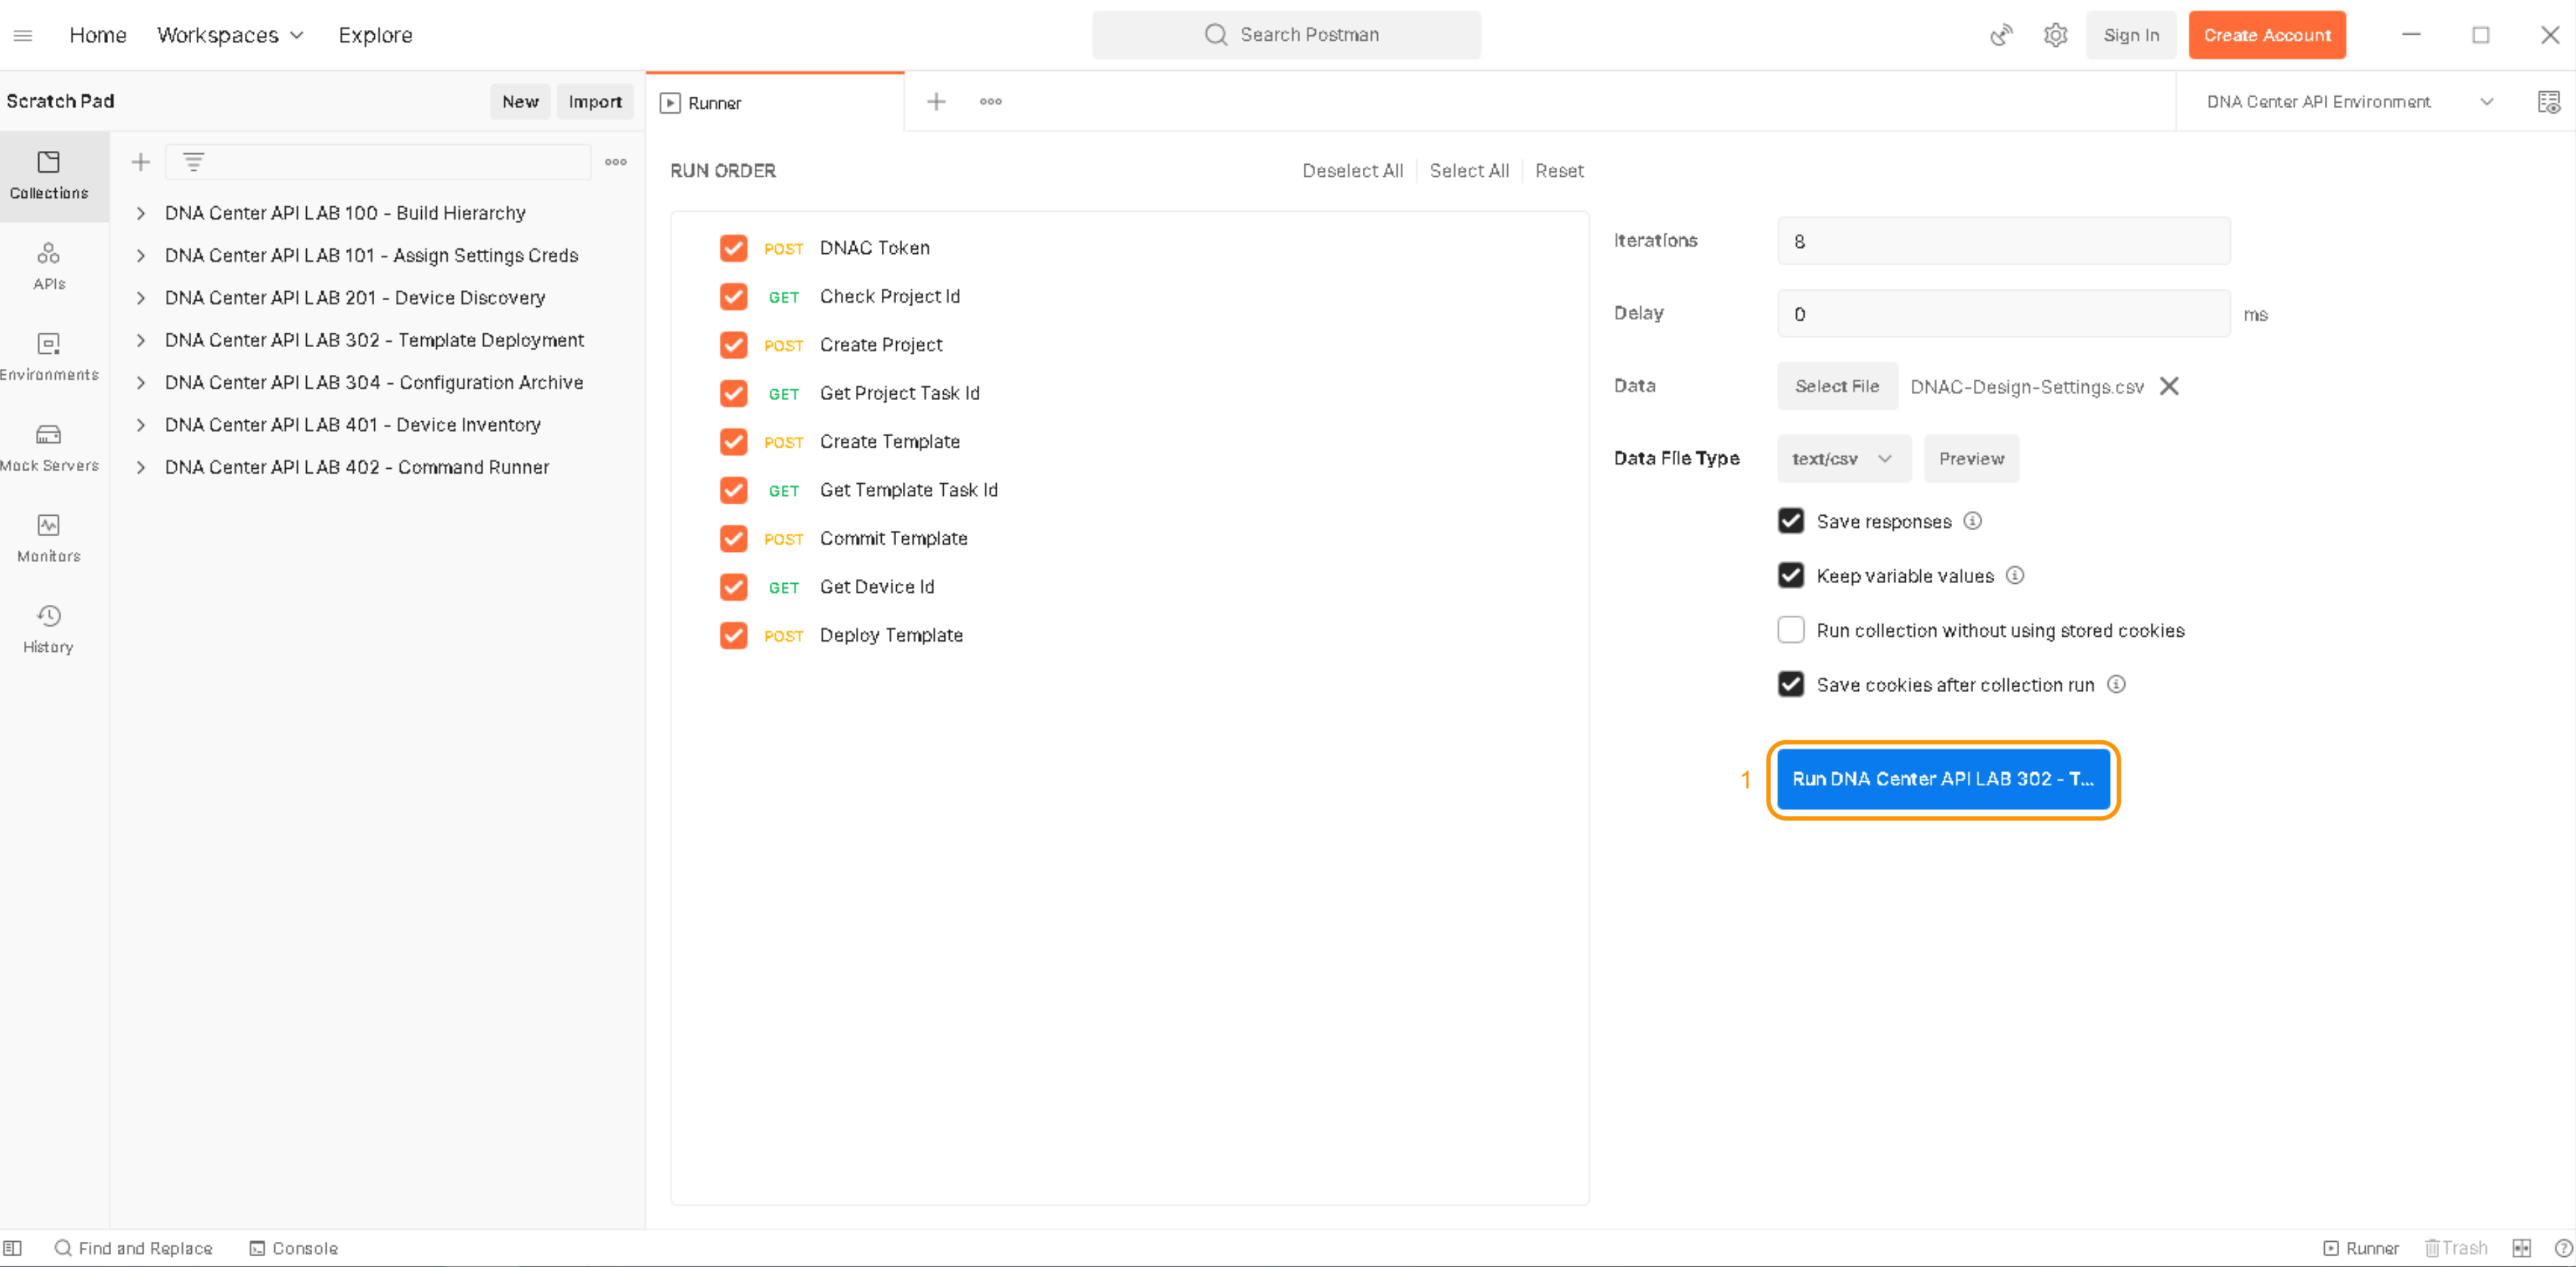 Home Workspaces Explore Search Postman Sign In Create Account
Scratch Pad New Import Runner DNA Center API Environment
Collections
APIs
Environments
Mock Servers
Monitors
History
DNA Center API LAB 100 - Build Hierarchy
DNA Center API LAB 101 - Assign Settings Creds
DNA Center API LAB 201 - Device Discovery
DNA Center API LAB 302 - Template Deployment
DNA Center API LAB 304 - Configuration Archive
DNA Center API LAB 401 - Device Inventory
DNA Center API LAB 402 - Command Runner
RUN ORDER Deselect All Select All Reset
POST DNAC Token
GET Check Project Id
POST Create Project
GET Get Project Task Id
POST Create Template
GET Get Template Task Id
POST Commit Template
GET Get Device Id
POST Deploy Template
Iterations 8
Delay 0 ms
Data Select File DNAC-Design-Settings.csv
Data File Type text/csv Preview
Save responses
Keep variable values
Run collection without using stored cookies
Save cookies after collection run
1 Run DNA Center API LAB 302 - T...
Find and Replace Console Runner Trash